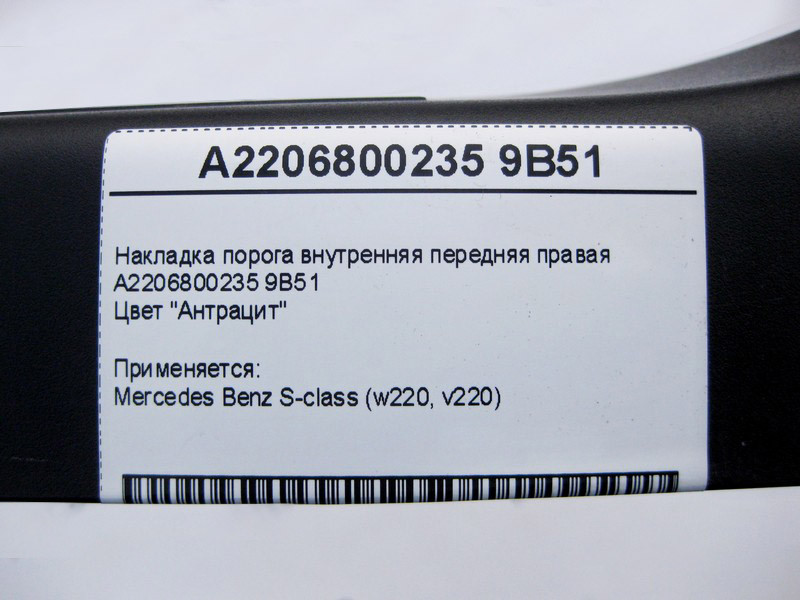 A2206800235 9B51
Накладка порога внутренняя передняя правая
A2206800235 9B51
Цвет "Антрацит"
Применяется:
Mercedes Benz S-class (w220, v220)